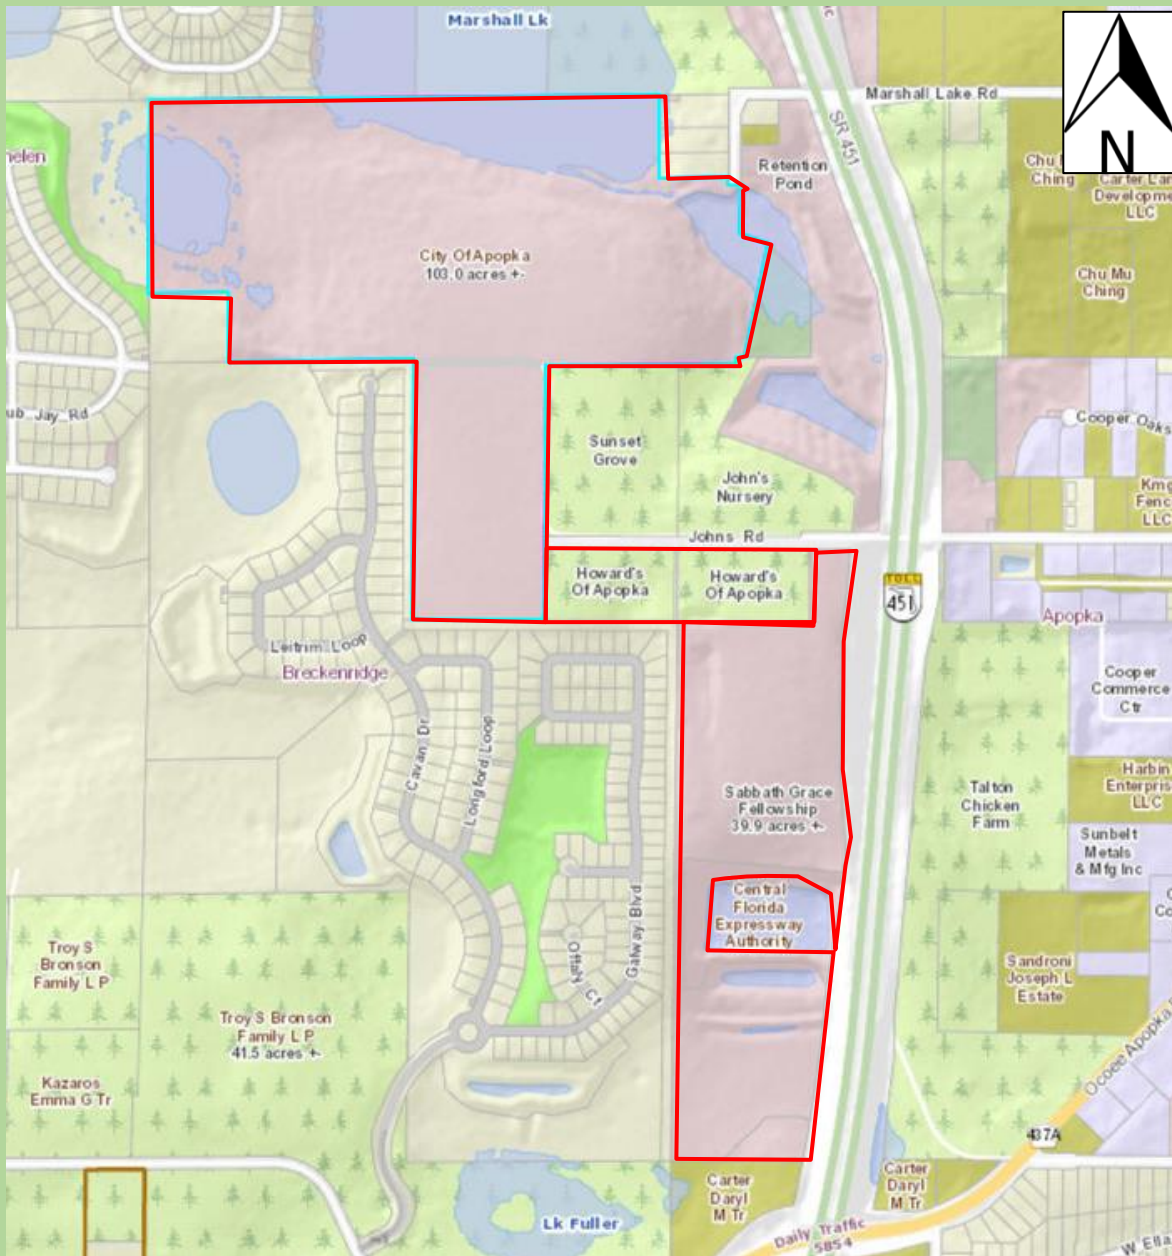 Marshall Lk
Marshall Lake Rd
SR 451
N
Retention
Pond
Chu
Ching
Carter
Developme
LLC
City Of Apopka
103.0 acres +-
Chu Mu
Ching
ub Jay Rd
Cooper Oaks
Sunset
Grove
John's
Nursery
Fenc
LLC
Johns Rd
Howard's
Of Apopka
Howard's
Of Apopka
TOLL
451
Apopka
Leitrim Loop
Breckenridge
Cooper
Commerce
Ctr
Cavan Dr
Longford Loop
Sabbath Grace
Fellowship
39.9 acres +-
Talton
Chicken
Farm
Harbin
Enterpris
LLC
Sunbelt
Metals
& Mfg Inc
Central
Florida
Expressway
Authority
Galway Blvd
Offaly Ct
Troy S
Bronson
Family L P
Sandroni
Joseph L
Estate
Troy S Bronson
Family L P
41.5 acres +-
Ocoee Apopka
Kazaros
Emma G Tr
437A
Carter
Daryl
M Tr
Carter
Daryl
M Tr
Lk Fuller
Daily Traffic
5854